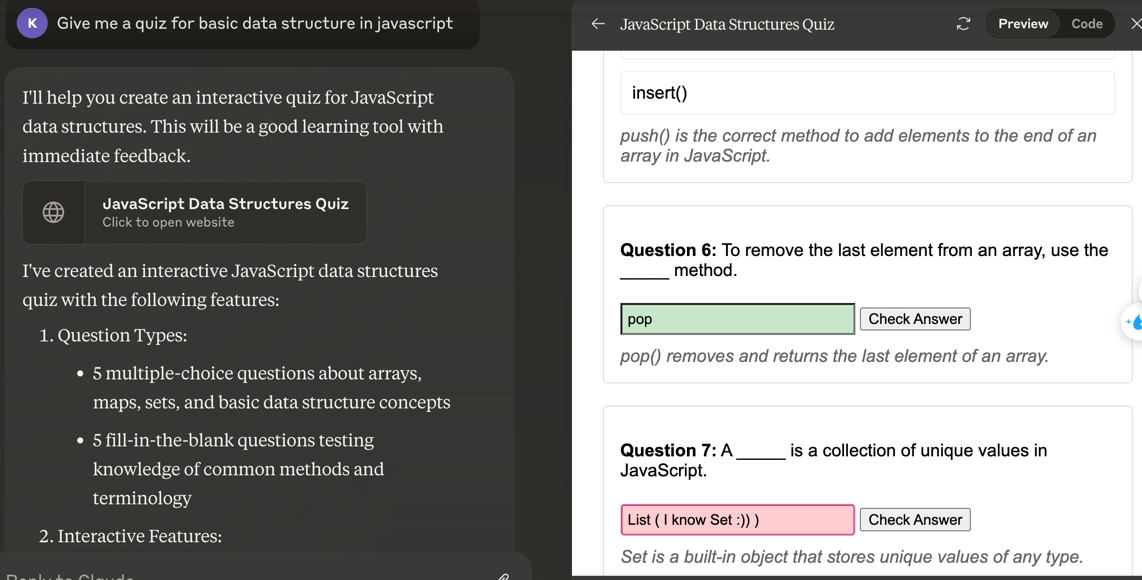 K
Give me a quiz for basic data structure in javascript
I'll help you create an interactive quiz for JavaScript
data structures. This will be a good learning tool with
immediate feedback.
JavaScript Data Structures Quiz
Click to open website
I've created an interactive JavaScript data structures
quiz with the following features:
1. Question Types:
• 5 multiple-choice questions about arrays,
maps, sets, and basic data structure concepts
• 5 fill-in-the-blank questions testing
knowledge of common methods and
terminology
2. Interactive Features:
Reply to Claude
JavaScript Data Structures Quiz
Preview
Code
insert()
push() is the correct method to add elements to the end of an
array in JavaScript.
Question 6: To remove the last element from an array, use the
_____ method.
pop
Check Answer
pop() removes and returns the last element of an array.
Question 7: A _____ is a collection of unique values in
JavaScript.
List ( I know Set :)) )
Check Answer
Set is a built-in object that stores unique values of any type.